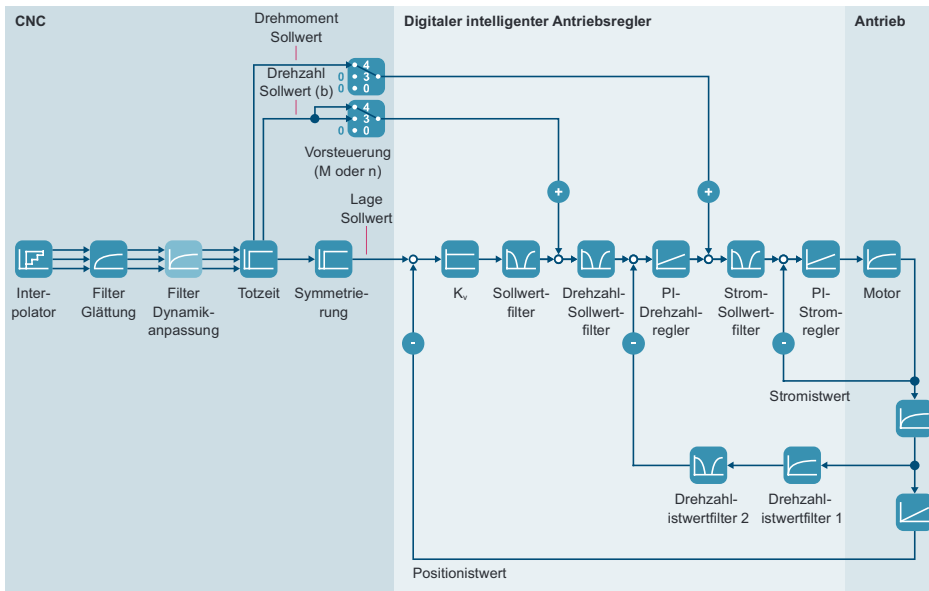 CNC
Digitaler intelligenter Antriebsregler
Antrieb
Drehmoment
Sollwert
4
0 3
0 0
Drehzahl
Sollwert (b)
4
3
0 0
Vorsteuerung
(M oder n)
+
+
Lage
Sollwert
Inter-
polator
Filter
Glättung
Filter
Dynamik-
anpassung
Totzeit
Symmetrie-
rung
Kv
Sollwert-
filter
Drehzahl-
Sollwert-
filter
PI-
Drehzahl-
regler
Strom-
Sollwert-
filter
PI-
Strom-
regler
Motor
-
-
-
Stromistwert
Drehzahl-
istwertfilter 2
Drehzahl-
istwertfilter 1
Positionistwert